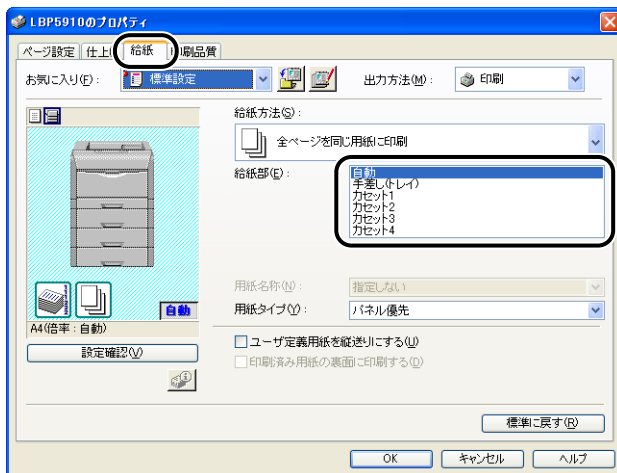 LBP5910のプロパティ
ページ設定 仕上 給紙 印刷品質
お気に入り(F): 標準設定 出力方法(M): 印刷
給紙方法(S):
全ページを同じ用紙に印刷
給紙部(E):
自動
手差し(トレイ)
カセット1
カセット2
カセット3
カセット4
用紙名称(N): 指定しない
自動
用紙タイプ(Y): パネル優先
A4(倍率:自動)
設定確認(V)
ユーザ定義用紙を縦送りにする(U)
印刷済み用紙の裏面に印刷する(D)
標準に戻す(R)
OK キャンセル ヘルプ